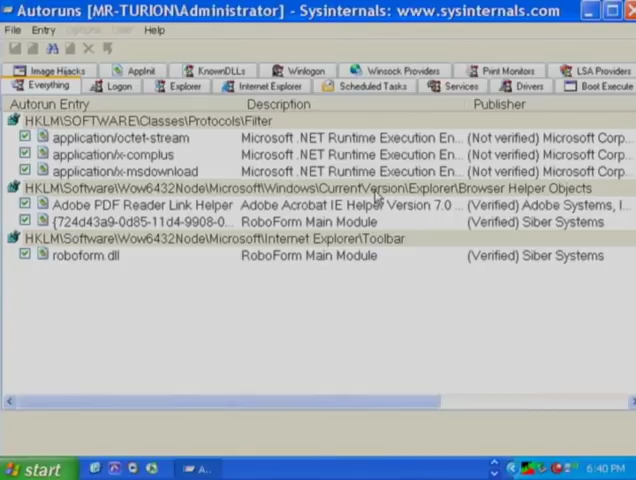 Autoruns [MR-TURION\Administrator] - Sysinternals: www.sysinternals.com
File Entry Help
Image Hijacks AppInit KnownDLLs Winlogon Winsock Providers Print Monitors LSA Providers
Everything Logon Explorer Internet Explorer Scheduled Tasks Services Drivers Boot Execute
Autorun Entry Description Publisher
HKLM\SOFTWARE\Classes\Protocols\Filter
application/octet-stream Microsoft .NET Runtime Execution En... (Not verified) Microsoft Corp...
application/x-complus Microsoft .NET Runtime Execution En... (Not verified) Microsoft Corp...
application/x-msdownload Microsoft .NET Runtime Execution En... (Not verified) Microsoft Corp...
HKLM\Software\Wow6432Node\Microsoft\Windows\CurrentVersion\Explorer\Browser Helper Objects
Adobe PDF Reader Link Helper Adobe Acrobat IE Helper Version 7.0 ... (Verified) Adobe Systems, I...
{724d43a9-0d85-11d4-9908-0... RoboForm Main Module (Verified) Siber Systems
HKLM\Software\Wow6432Node\Microsoft\Internet Explorer\Toolbar
roboform.dll RoboForm Main Module (Verified) Siber Systems
start A... 6:40 PM